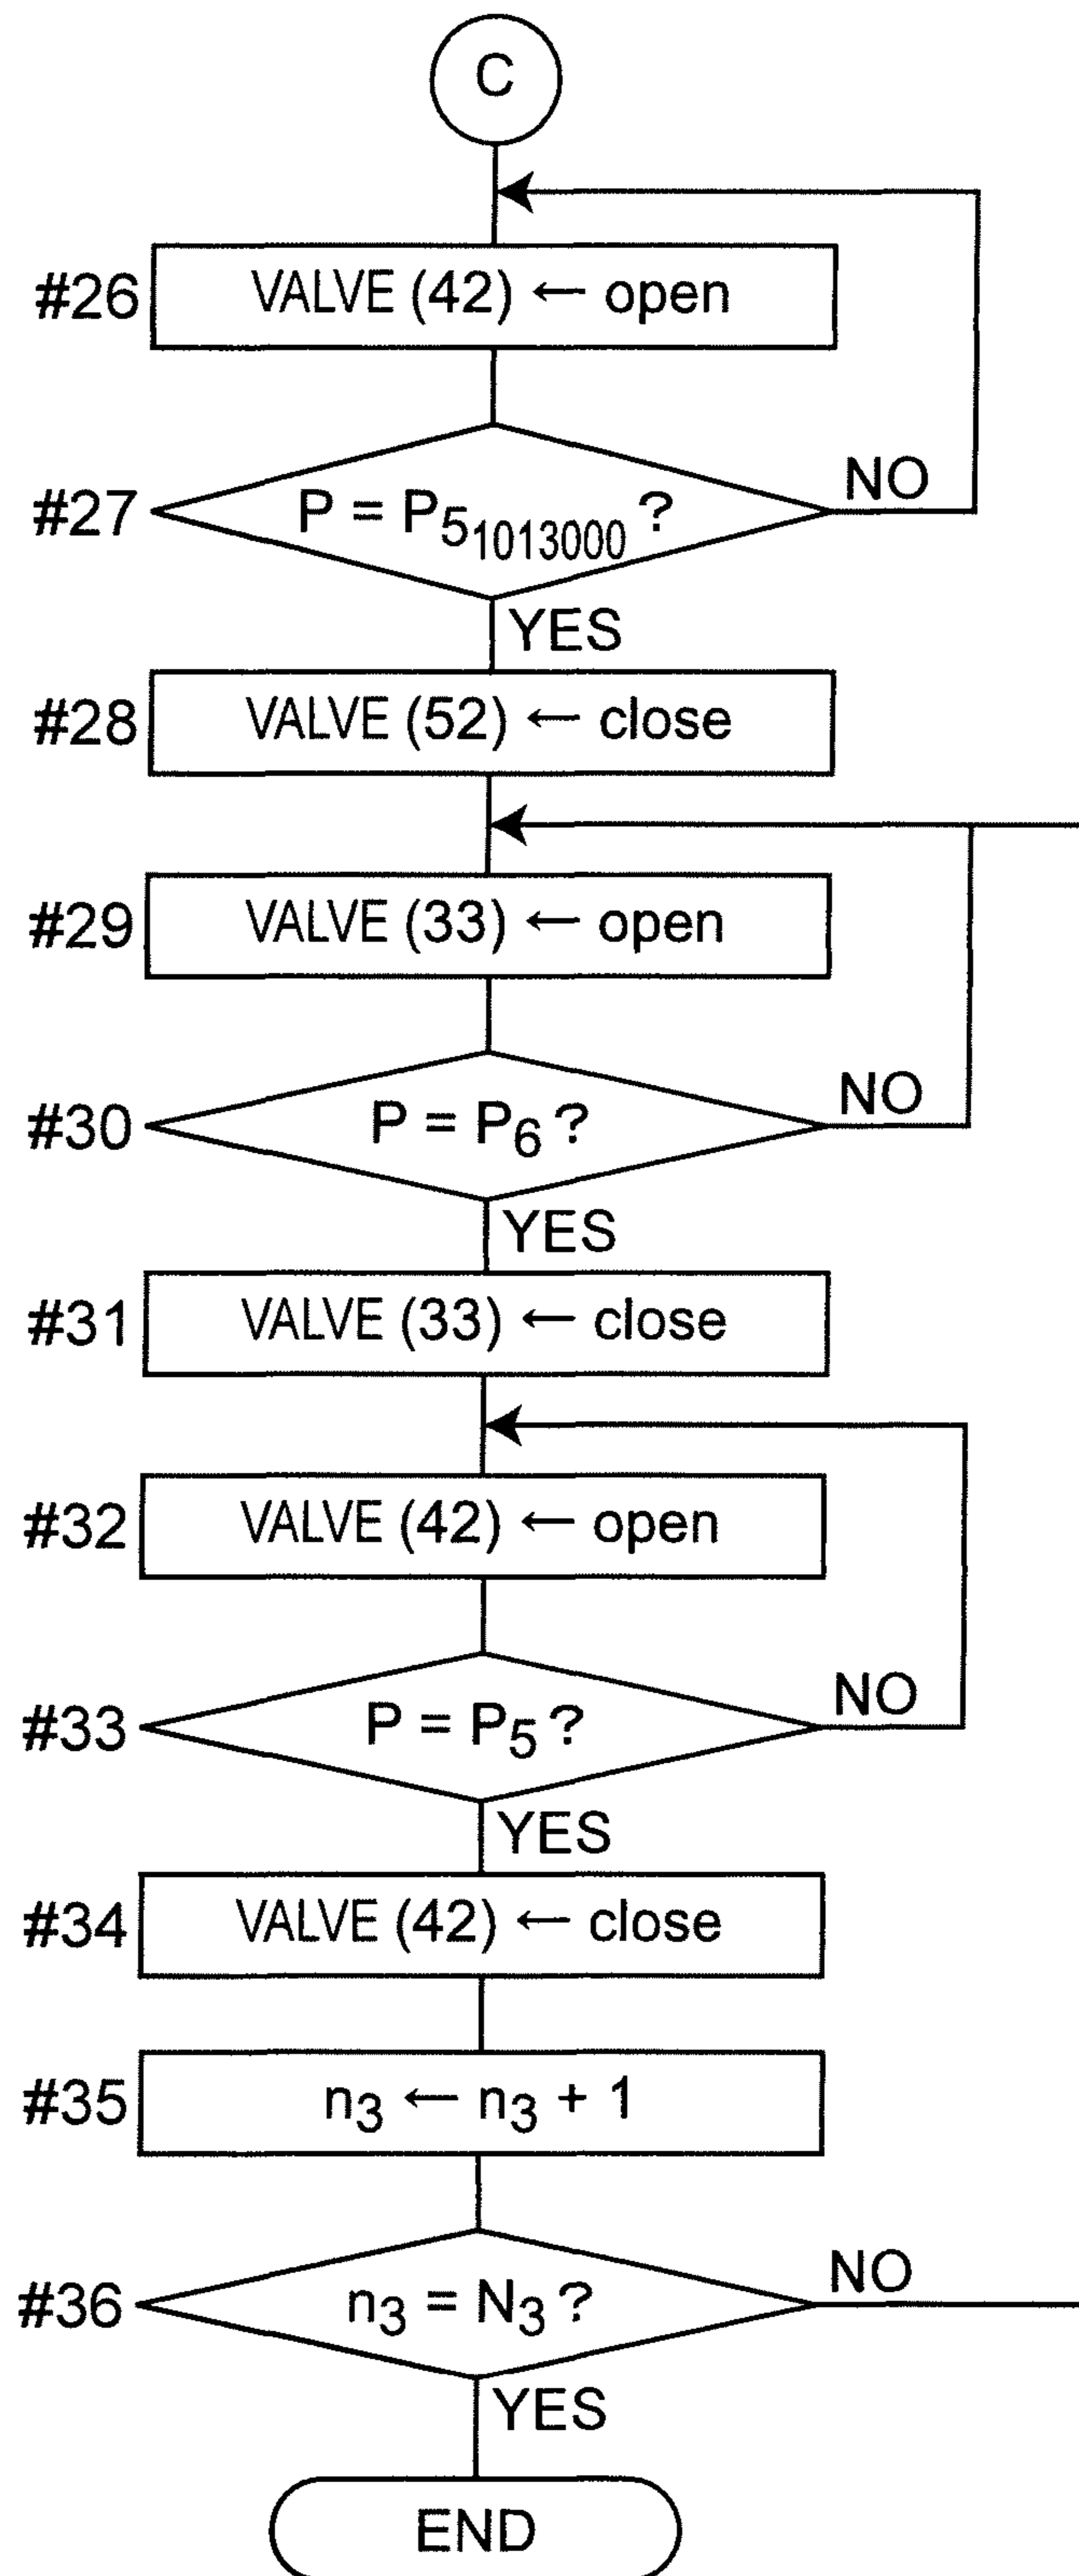 C
#26 VALVE (42) ← open
#27 P = P₅₁₀₁₃₀₀₀ ? NO
YES
#28 VALVE (52) ← close
#29 VALVE (33) ← open
#30 P = P₆ ? NO
YES
#31 VALVE (33) ← close
#32 VALVE (42) ← open
#33 P = P₅ ? NO
YES
#34 VALVE (42) ← close
#35 n₃ ← n₃ + 1
#36 n₃ = N₃ ? NO
YES
END